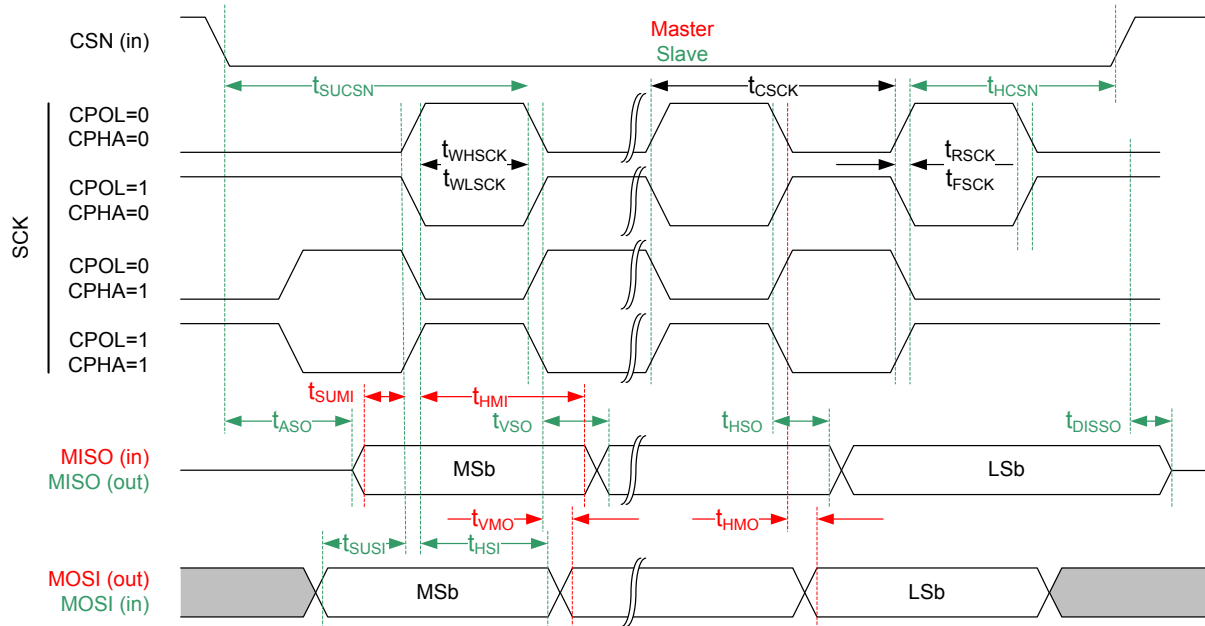 CSN (in)
Master
Slave
tSUCSN
tCSCK
tHCSN
SCK
CPOL=0
CPHA=0
tWHSCK
tWLSCK
tRSCK
tFSCK
CPOL=1
CPHA=0
CPOL=0
CPHA=1
CPOL=1
CPHA=1
tSUMI
tHMI
tASO
tVSO
tHSO
tDISSO
MISO (in)
MISO (out)
MSb
LSb
tVMO
tHMO
tSUSI
tHSI
MOSI (out)
MOSI (in)
MSb
LSb